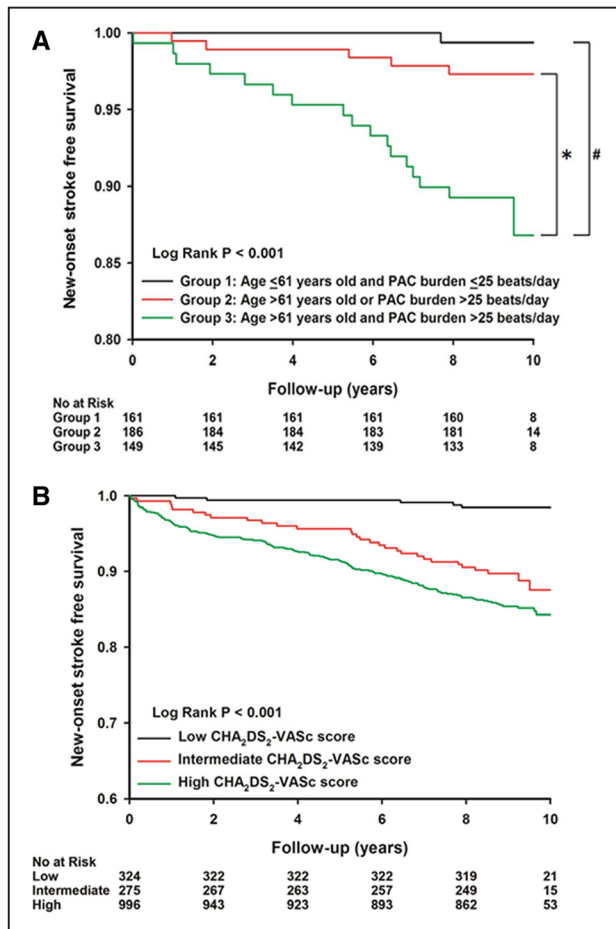 A
1.00
0.95
0.90
0.85
0.80
New-onset stroke free survival
* #
Log Rank P < 0.001
Group 1: Age ≤61 years old and PAC burden ≤25 beats/day
Group 2: Age >61 years old or PAC burden >25 beats/day
Group 3: Age >61 years old and PAC burden >25 beats/day
0 2 4 6 8 10
Follow-up (years)
No at Risk
Group 1 161 161 161 161 160 8
Group 2 186 184 184 183 181 14
Group 3 149 145 142 139 133 8
B
1.0
0.9
0.8
0.7
0.6
New-onset stroke free survival
Log Rank P < 0.001
Low CHA₂DS₂-VASc score
Intermediate CHA₂DS₂-VASc score
High CHA₂DS₂-VASc score
0 2 4 6 8 10
Follow-up (years)
No at Risk
Low 324 322 322 322 319 21
Intermediate 275 267 263 257 249 15
High 996 943 923 893 862 53